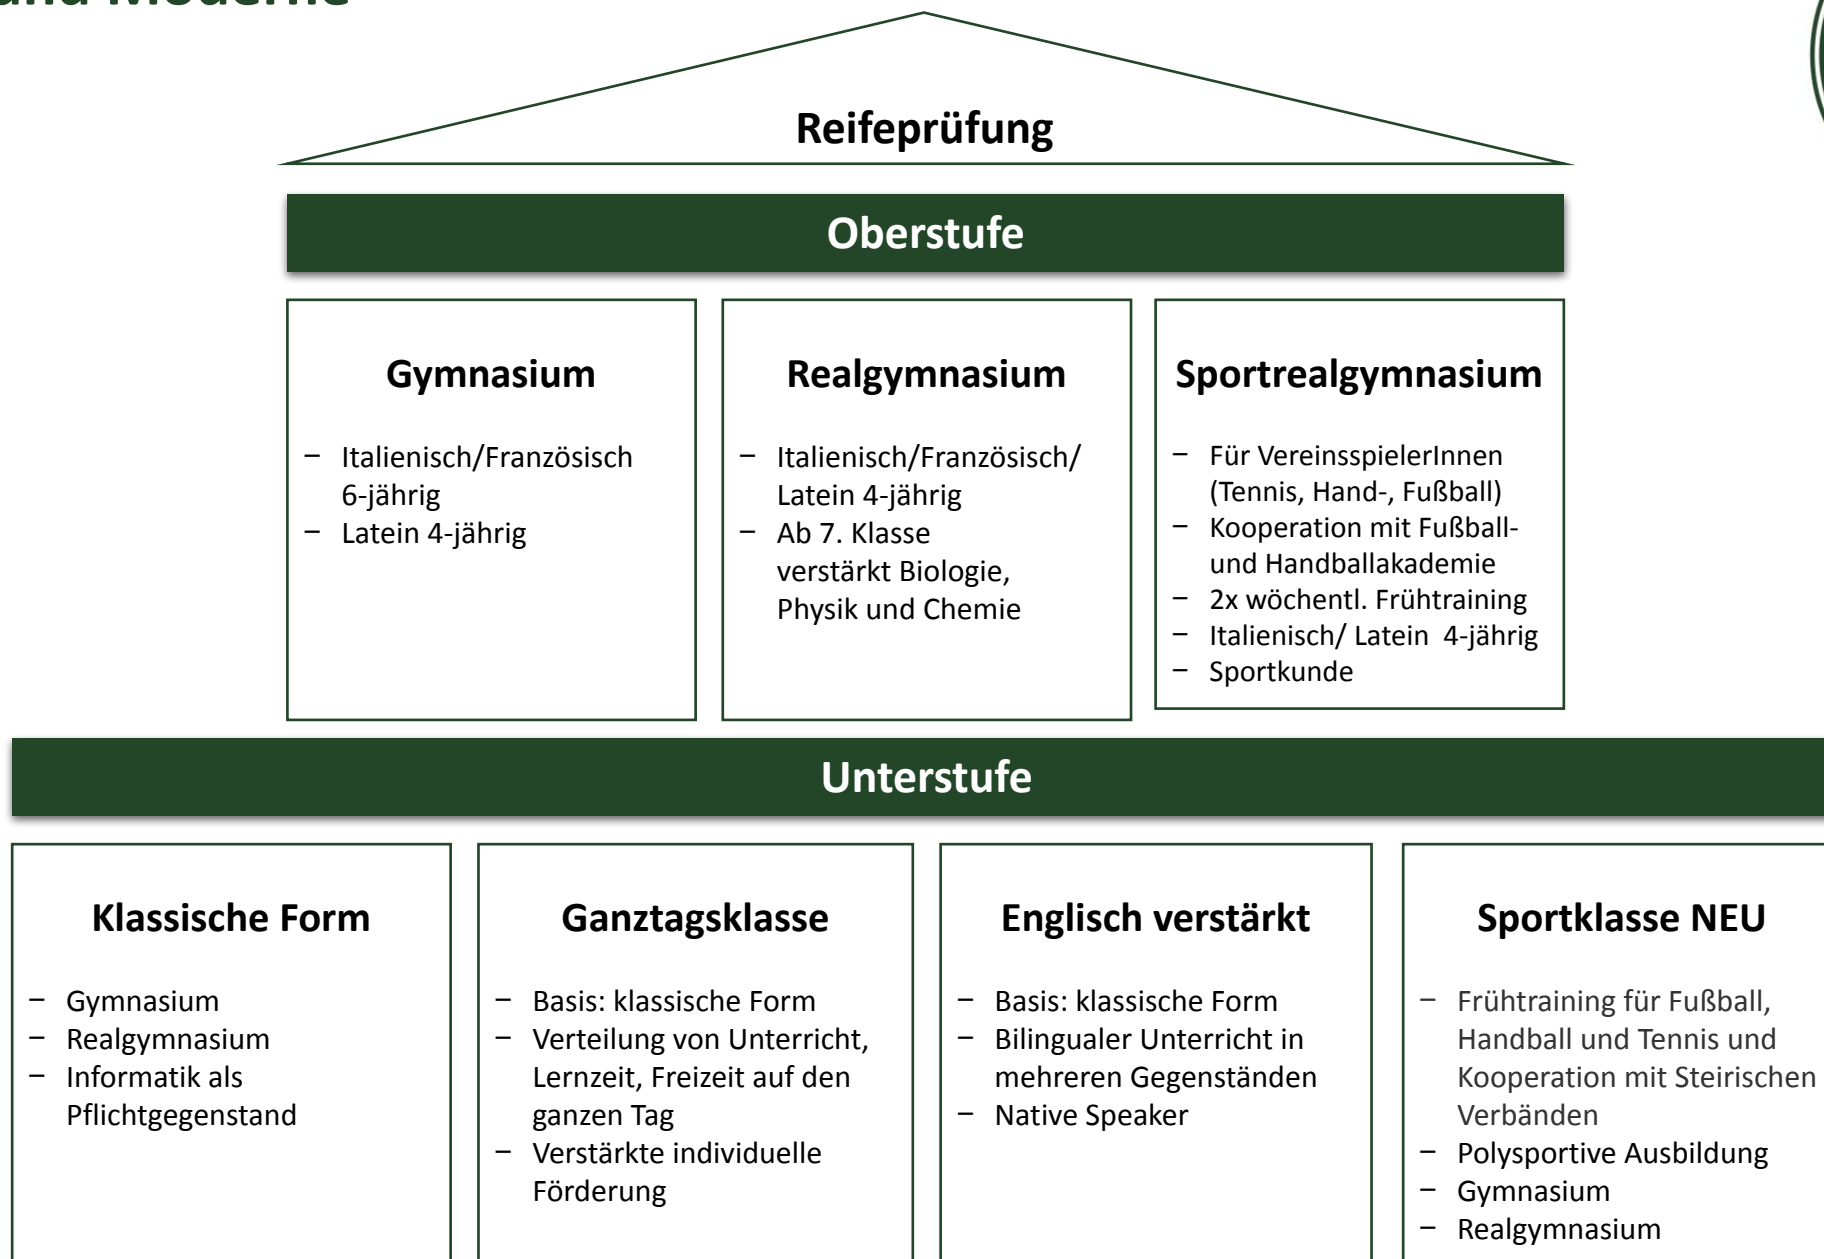 und Moderne
Reifeprüfung
Oberstufe
Gymnasium
– Italienisch/Französisch
6-jährig
– Latein 4-jährig
Realgymnasium
– Italienisch/Französisch/
Latein 4-jährig
– Ab 7. Klasse
verstärkt Biologie,
Physik und Chemie
Sportrealgymnasium
– Für VereinsspielerInnen
(Tennis, Hand-, Fußball)
– Kooperation mit Fußball-
und Handballakademie
– 2x wöchentl. Frühtraining
– Italienisch/ Latein 4-jährig
– Sportkunde
Unterstufe
Klassische Form
– Gymnasium
– Realgymnasium
– Informatik als
Pflichtgegenstand
Ganztagsklasse
– Basis: klassische Form
– Verteilung von Unterricht,
Lernzeit, Freizeit auf den
ganzen Tag
– Verstärkte individuelle
Förderung
Englisch verstärkt
– Basis: klassische Form
– Bilingualer Unterricht in
mehreren Gegenständen
– Native Speaker
Sportklasse NEU
– Frühtraining für Fußball,
Handball und Tennis und
Kooperation mit Steirischen
Verbänden
– Polysportive Ausbildung
– Gymnasium
– Realgymnasium